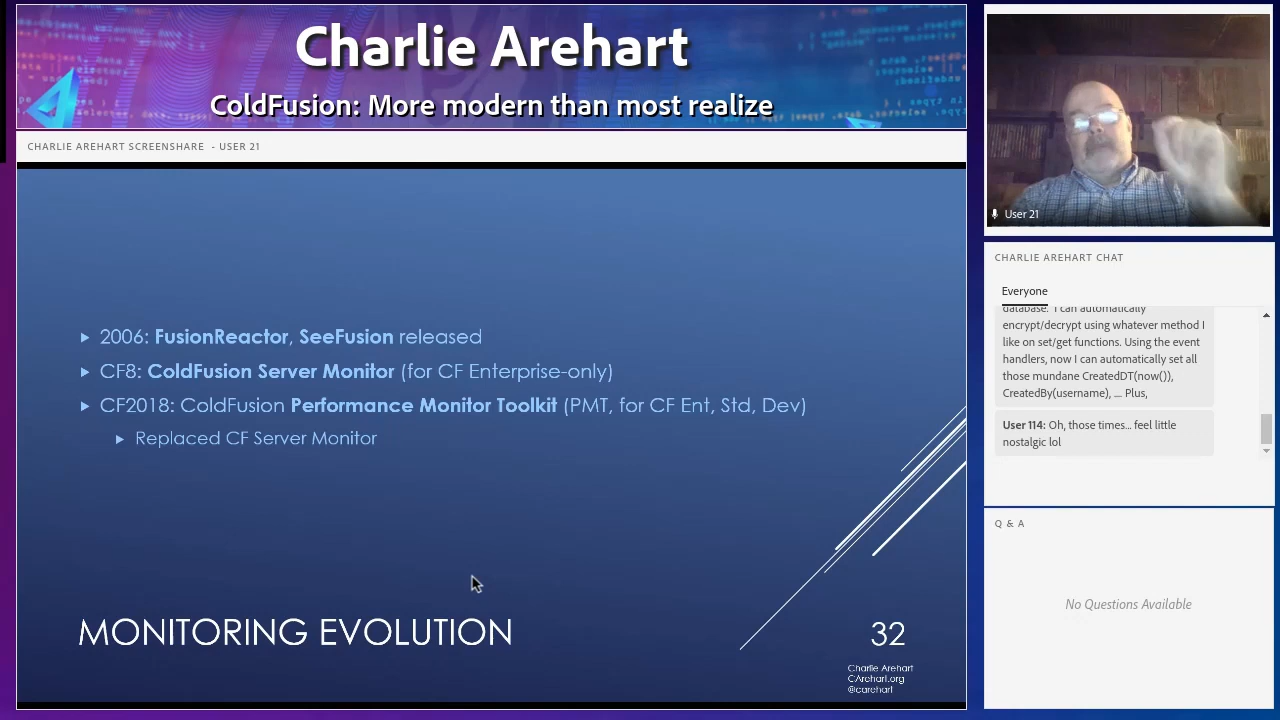 Charlie Arehart
ColdFusion: More modern than most realize
CHARLIE AREHART SCREENSHARE - USER 21
2006: FusionReactor, SeeFusion released
CF8: ColdFusion Server Monitor (for CF Enterprise-only)
CF2018: ColdFusion Performance Monitor Toolkit (PMT, for CF Ent, Std, Dev)
Replaced CF Server Monitor
MONITORING EVOLUTION
32
Charlie Arehart
CArehart.org
@carehart
User 21
CHARLIE AREHART CHAT
Everyone
database. I can automatically
encrypt/decrypt using whatever method I
like on set/get functions. Using the event
handlers, now I can automatically set all
those mundane CreatedDT(now()),
CreatedBy(username), .... Plus,
User 114: Oh, those times... feel little
nostalgic lol
Q & A
No Questions Available